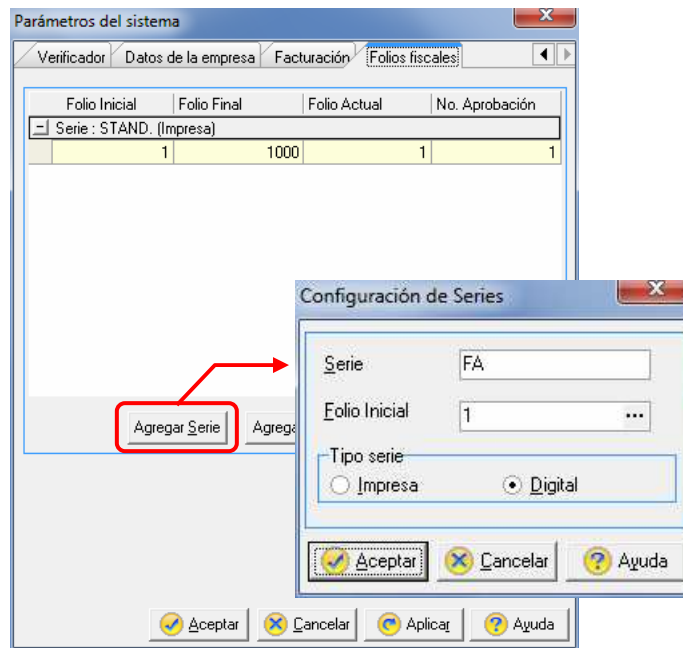 Parámetros del sistema
Verificador Datos de la empresa Facturación Folios fiscales
Folio Inicial Folio Final Folio Actual No. Aprobación
Serie : STAND. (Impresa)
1 1000 1 1
Configuración de Series
Serie FA
Folio Inicial 1 ...
Tipo serie
Impresa Digital
Agregar Serie Agrega
Aceptar Cancelar Ayuda
Aceptar Cancelar Aplicar Ayuda